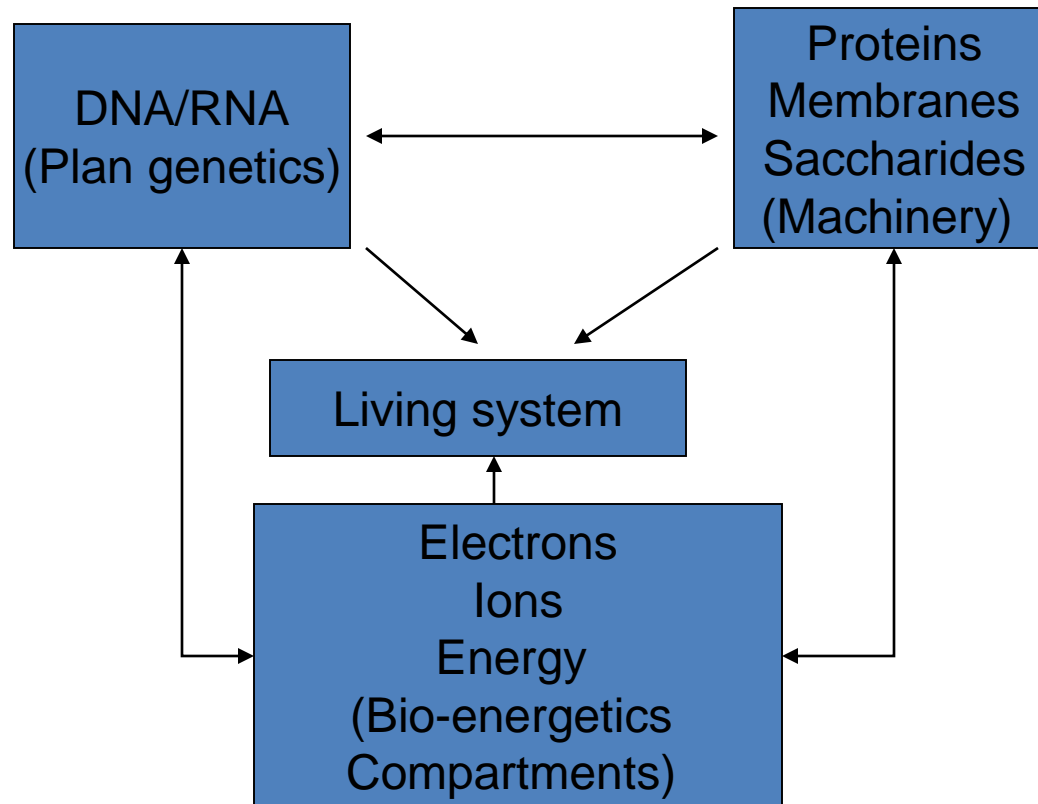 DNA/RNA
(Plan genetics)
Proteins
Membranes
Saccharides
(Machinery)
Living system
Electrons
Ions
Energy
(Bio-energetics
Compartments)